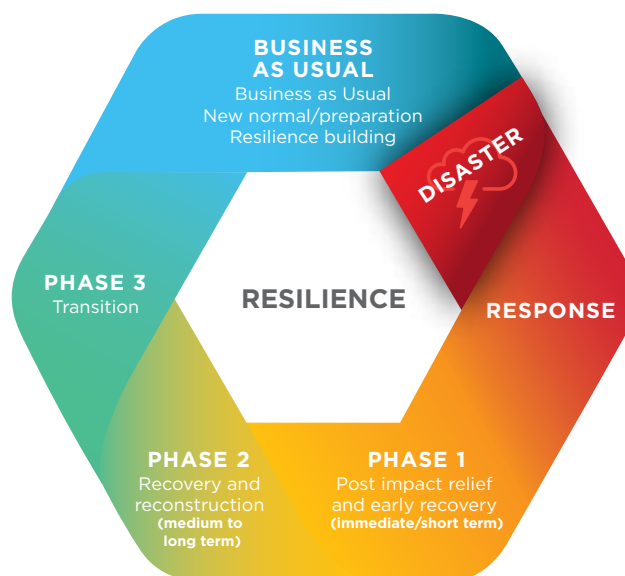 BUSINESS
AS USUAL
Business as Usual
New normal/preparation
Resilience building
DISASTER
RESPONSE
PHASE 1
Post impact relief
and early recovery
(immediate/short term)
PHASE 2
Recovery and
reconstruction
(medium to
long term)
PHASE 3
Transition
RESILIENCE